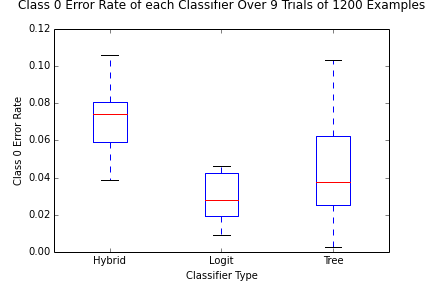 Class 0 Error Rate of each Classifier Over 9 Trials of 1200 Examples
0.12
0.10
0.08
0.06
0.04
0.02
0.00
Class 0 Error Rate
Hybrid
Logit
Tree
Classifier Type